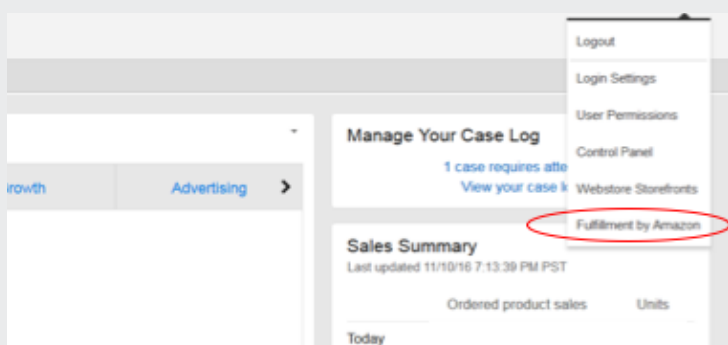 Logout
Login Settings
User Permissions
Control Panel
Webstore Storefronts
Fulfillment by Amazon
Advertising
Manage Your Case Log
1 case requires
View your case
Sales Summary
Last updated 11/10/16 7:13:39 PM PST
Ordered product sales Units
Today